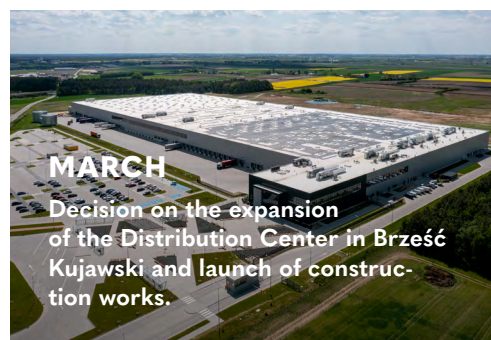 MARCH
Decision on the expansion
of the Distribution Center in Brześć
Kujawski and launch of construc-
tion works.